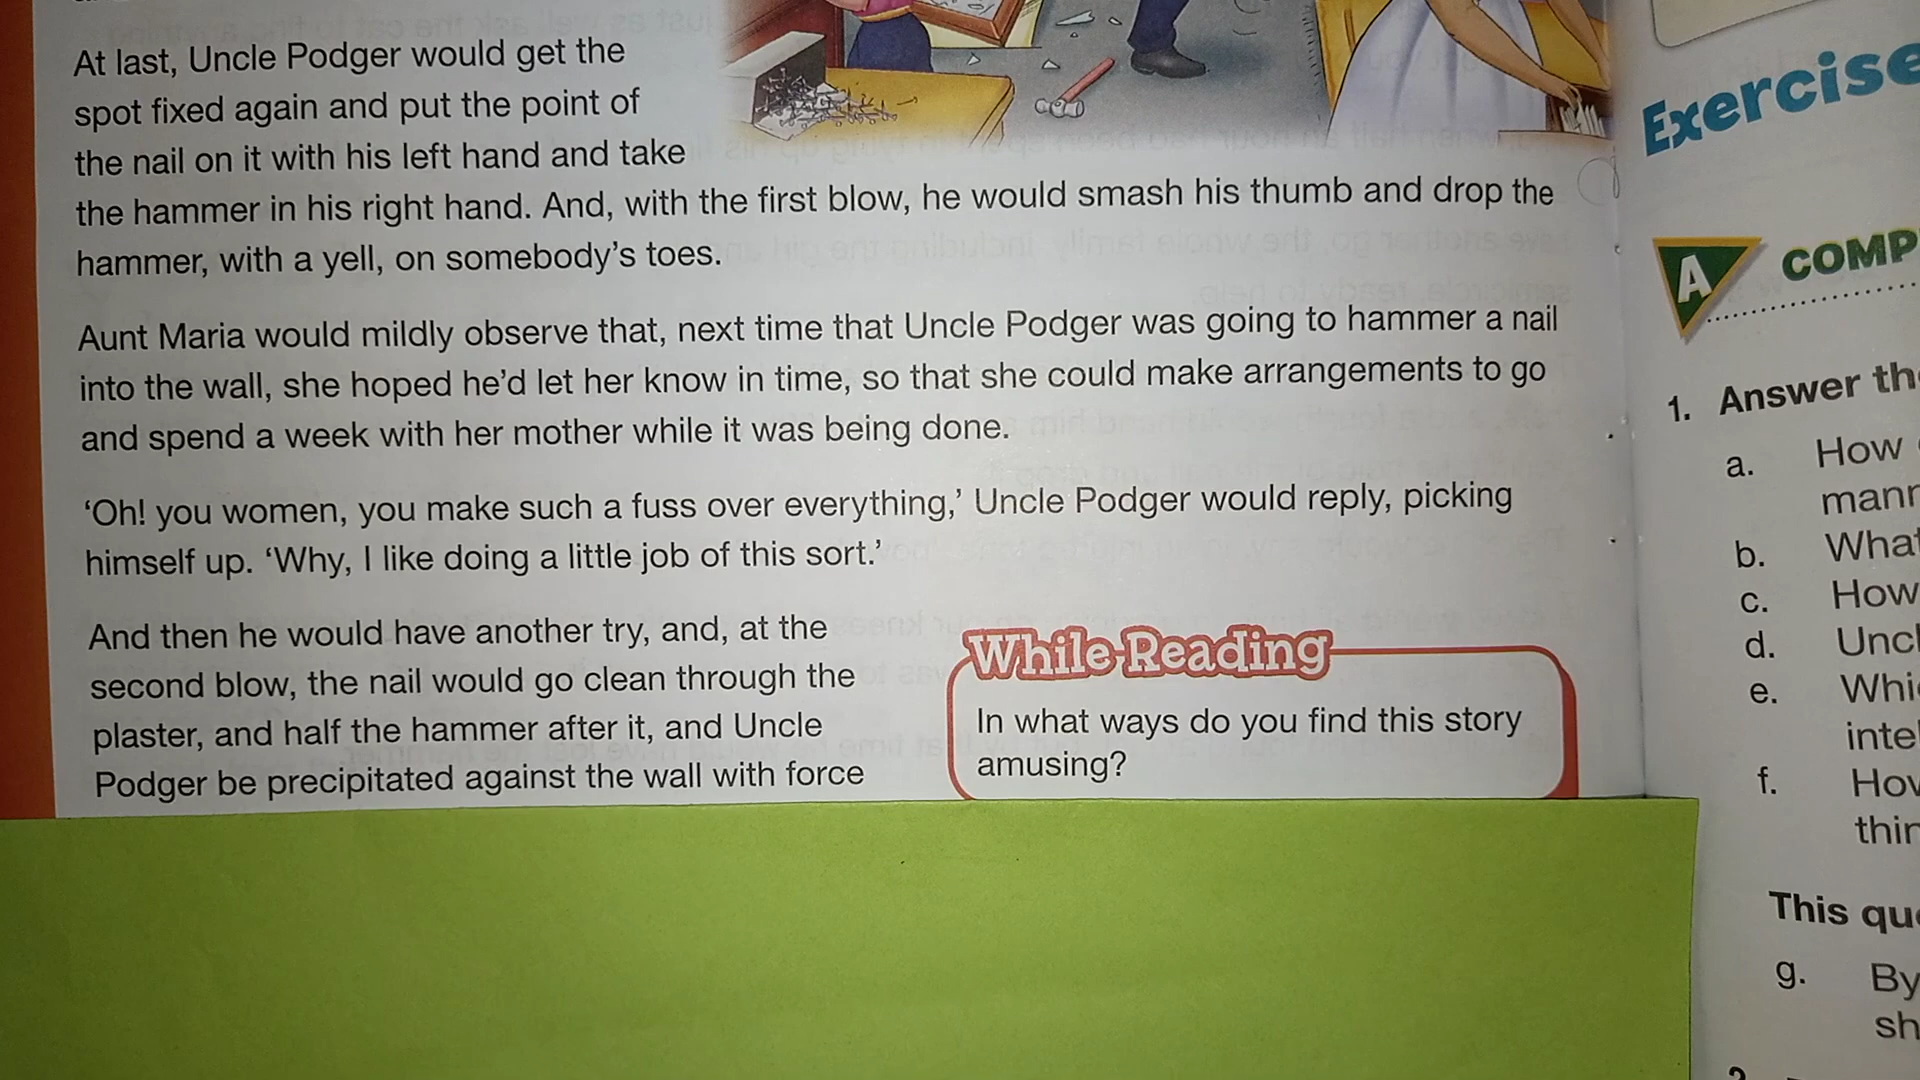 At last, Uncle Podger would get the
spot fixed again and put the point of
the nail on it with his left hand and take
the hammer in his right hand. And, with the first blow, he would smash his thumb and drop the
hammer, with a yell, on somebody's toes.
Aunt Maria would mildly observe that, next time that Uncle Podger was going to hammer a nail
into the wall, she hoped he'd let her know in time, so that she could make arrangements to go
and spend a week with her mother while it was being done.
‘Oh! you women, you make such a fuss over everything,’ Uncle Podger would reply, picking
himself up. ‘Why, I like doing a little job of this sort.’
And then he would have another try, and, at the
second blow, the nail would go clean through the
plaster, and half the hammer after it, and Uncle
Podger be precipitated against the wall with force
While-Reading
In what ways do you find this story
amusing?
Exercise
A COMP
1. Answer
a. How
b. What
c. How
d.
e.
f.
This
g. By